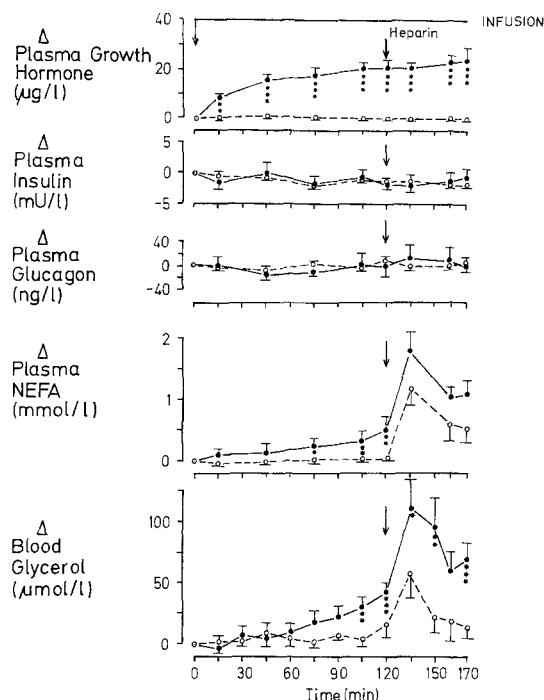 INFUSION
Heparin
Δ
Plasma Growth
Hormone
(μg/l)
40
20
0
Δ
Plasma
Insulin
(mU/l)
5
0
-5
Δ
Plasma
Glucagon
(ng/l)
40
0
-40
Δ
Plasma
NEFA
(mmol/l)
2
1
0
Δ
Blood
Glycerol
(μmol/l)
100
50
0
0 30 60 90 120 150 170
Time (min)